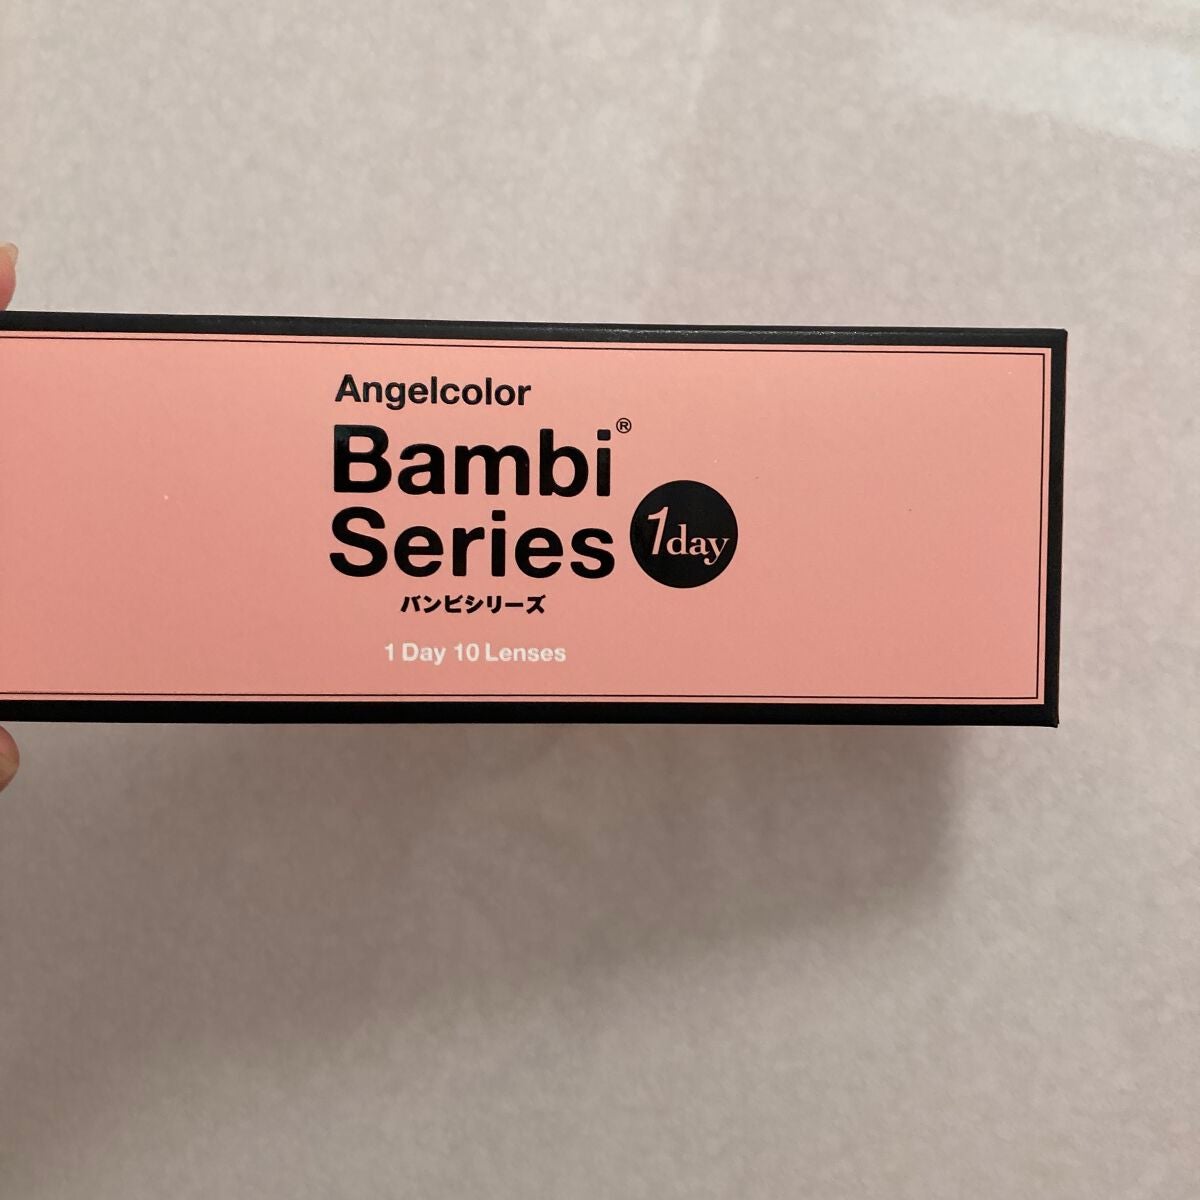 Angelcolor
Bambi®
Series 1day
バンビシリーズ
1 Day 10 Lenses